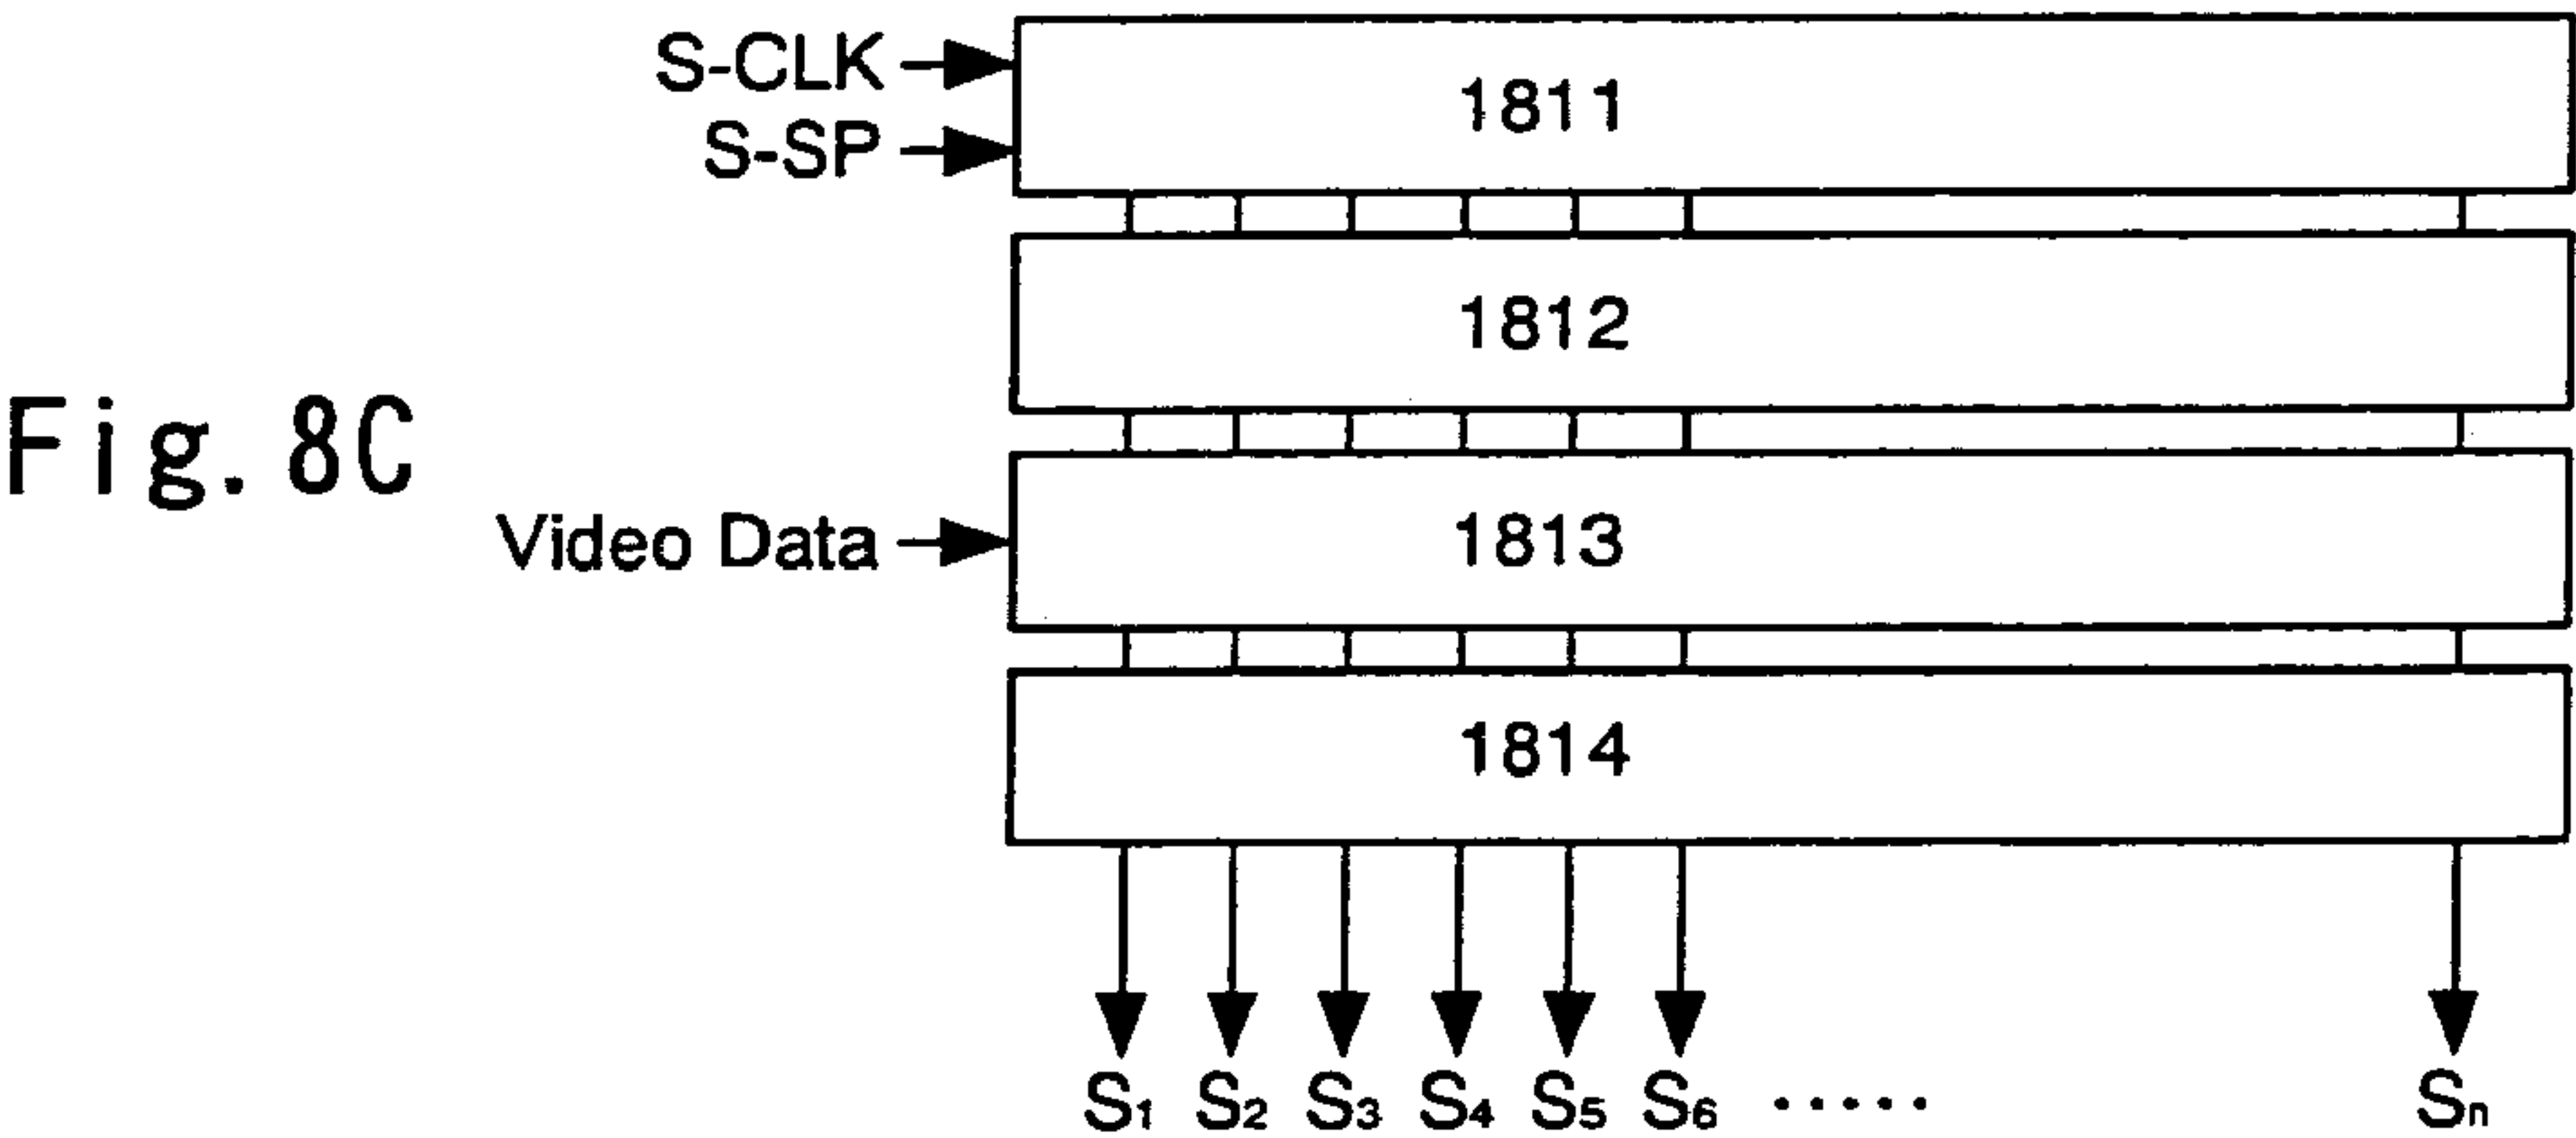 S-CLK
S-SP
1811
1812
Fig. 8C
Video Data
1813
1814
S1 S2 S3 S4 S5 S6 ..... Sn